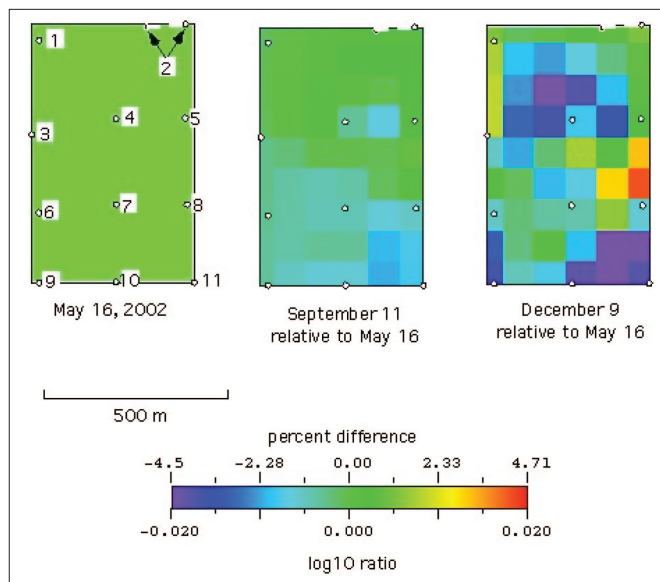 1
2
3
4
5
6
7
8
9
10
11
May 16, 2002
September 11
relative to May 16
December 9
relative to May 16
500 m
percent difference
-4.5 -2.28 0.00 2.33 4.71
-0.020 0.000 0.020
log10 ratio